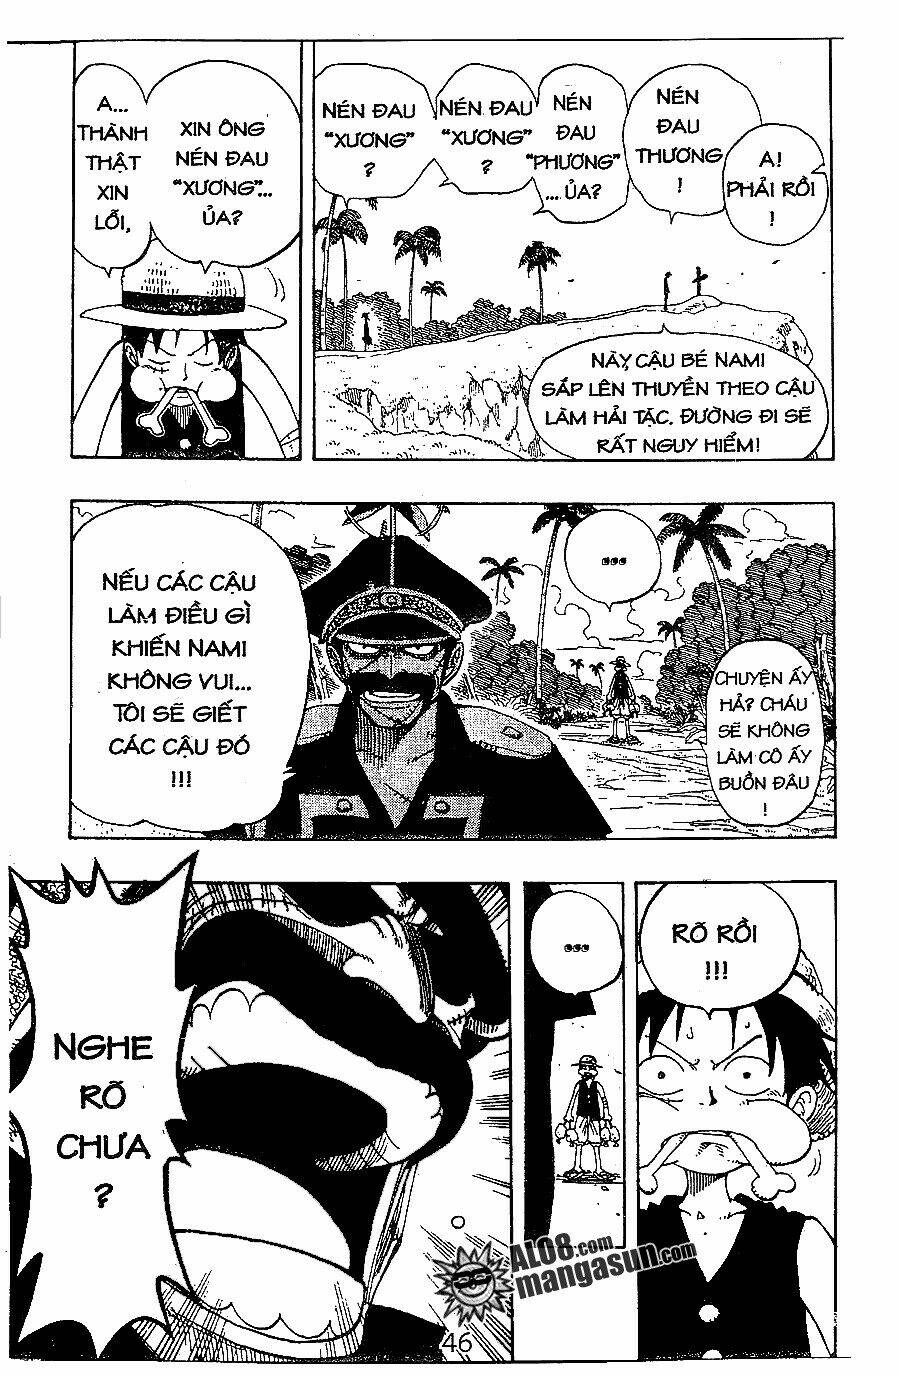 A...
THÀNH
THẬT
XIN
LỖI,
XIN ÔNG
NÉN ĐAU
"XƯƠNG"...
ỦA?
NÉN ĐAU
"XƯƠNG"
?
NÉN ĐAU
"XƯƠNG"
?
NÉN
ĐAU
"PHƯƠNG"
... ỦA?
NÉN
ĐAU
THƯƠNG
!
A!
PHẢI RỒI
!
NÀY, CẬU BÉ NAMI
SẮP LÊN THUYỀN THEO CẬU
LÀM HẢI TẶC. ĐƯỜNG ĐI SẼ
RẤT NGUY HIỂM!
NẾU CÁC CẬU
LÀM ĐIỀU GÌ
KHIẾN NAMI
KHÔNG VUI...
TÔI SẼ GIẾT
CÁC CẬU ĐÓ
!!!
...
CHUYỆN ẤY
HẢ? CHÁU
SẼ KHÔNG
LÀM CÔ ẤY
BUỒN ĐÂU
!
NGHE
RÕ
CHƯA
?
...
RÕ RỒI
!!!
ALO8.com
mangasun.com
46